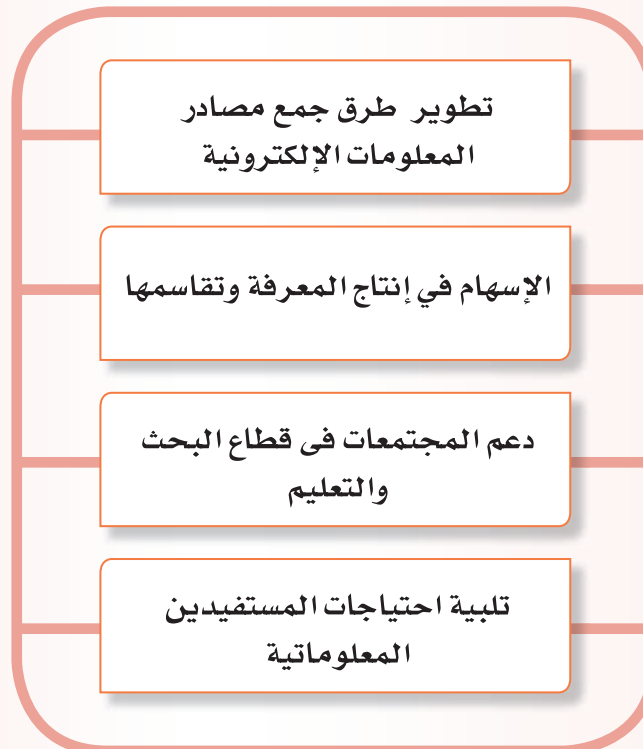 تطوير طرق جمع مصادر
المعلومات الإلكترونية
الإسهام في إنتاج المعرفة وتقاسمها
دعم المجتمعات فى قطاع البحث
والتعليم
تلبية احتياجات المستفيدين
المعلوماتية